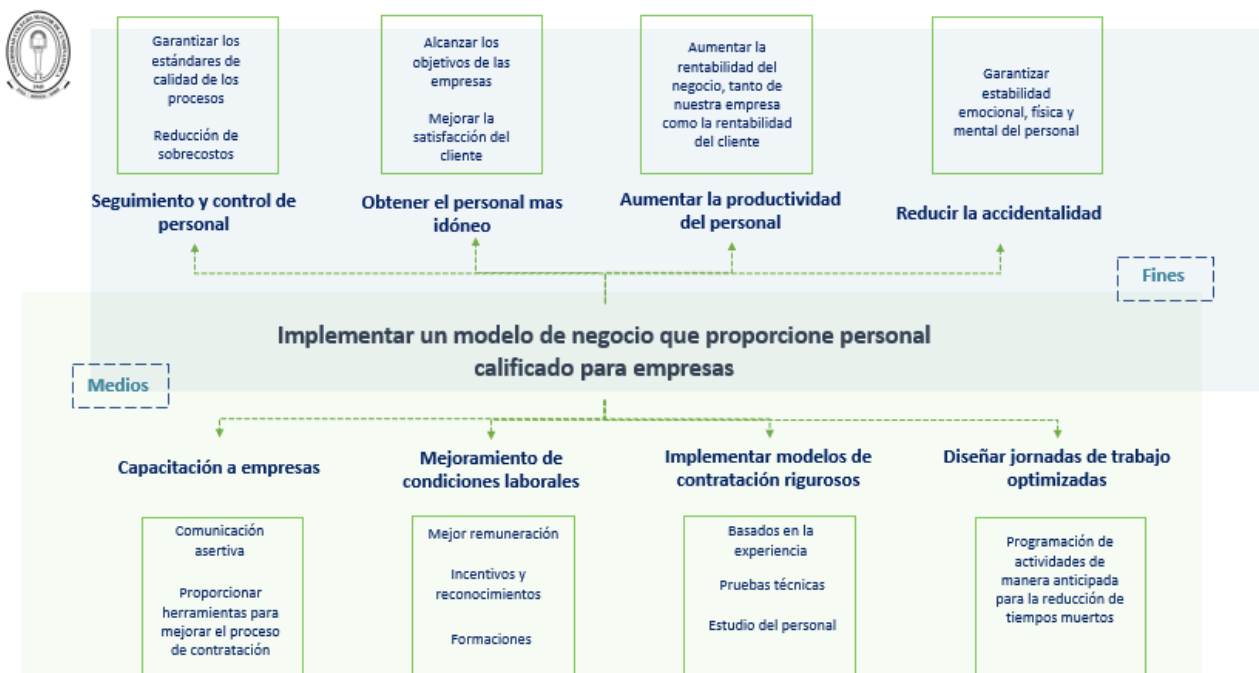 Garantizar los
estándares de
calidad de los
procesos
Reducción de
sobrecostos
Alcanzar los
objetivos de las
empresas
Mejorar la
satisfacción del
cliente
Aumentar la
rentabilidad del
negocio, tanto de
nuestra empresa
como la rentabilidad
del cliente
Garantizar
estabilidad
emocional, física y
mental del personal
Seguimiento y control de
personal
Obtener el personal mas
idóneo
Aumentar la productividad
del personal
Reducir la accidentalidad
Fines
Implementar un modelo de negocio que proporcione personal
calificado para empresas
Medios
Capacitación a empresas
Mejoramiento de
condiciones laborales
Implementar modelos de
contratación rigurosos
Diseñar jornadas de trabajo
optimizadas
Comunicación
asertiva
Proporcionar
herramientas para
mejorar el proceso
de contratación
Mejor remuneración
Incentivos y
reconocimientos
Formaciones
Basados en la
experiencia
Pruebas técnicas
Estudio del personal
Programación de
actividades de
manera anticipada
para la reducción de
tiempos muertos